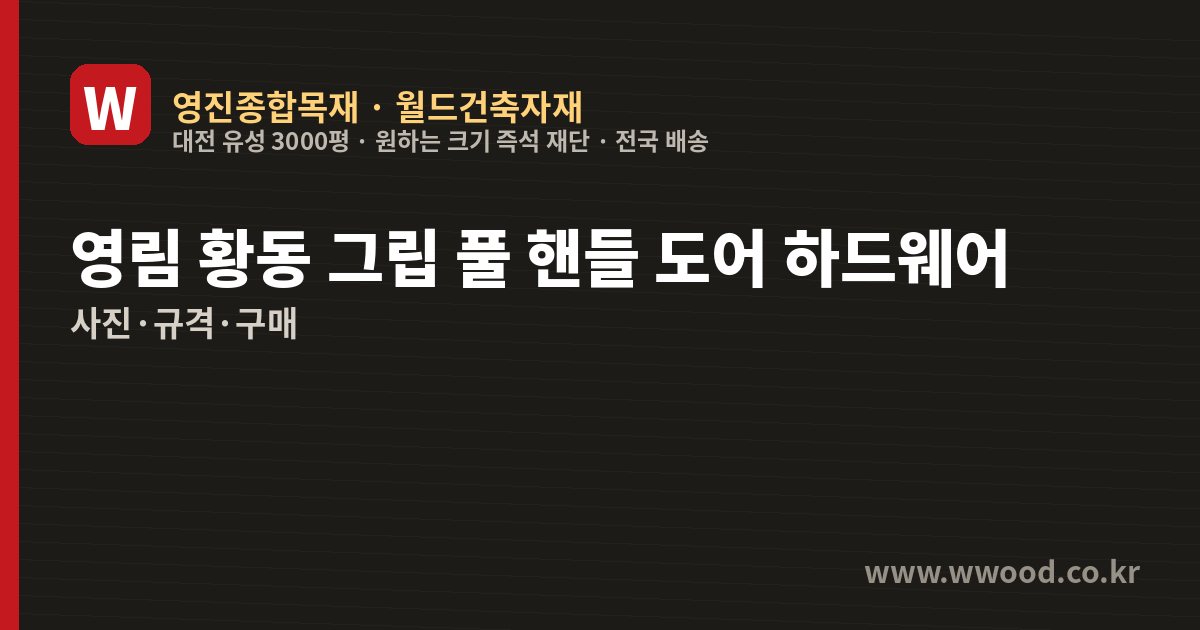 W
영진종합목재 · 월드건축자재
대전 유성 3000평 · 원하는 크기 즉석 재단 · 전국 배송
영림 황동 그립 풀 핸들 도어 하드웨어
사진·규격·구매
www.wwood.co.kr